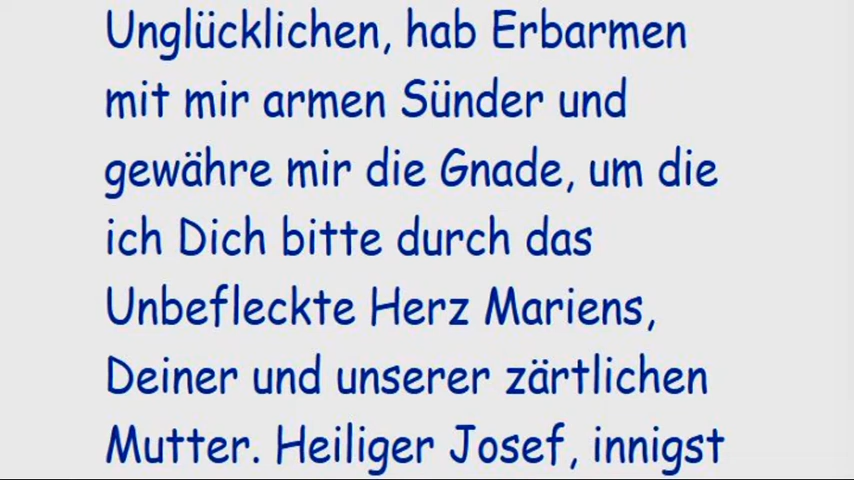 Unglücklichen, hab Erbarmen
mit mir armen Sünder und
gewähre mir die Gnade, um die
ich Dich bitte durch das
Unbefleckte Herz Mariens,
Deiner und unserer zärtlichen
Mutter. Heiliger Josef, innigst